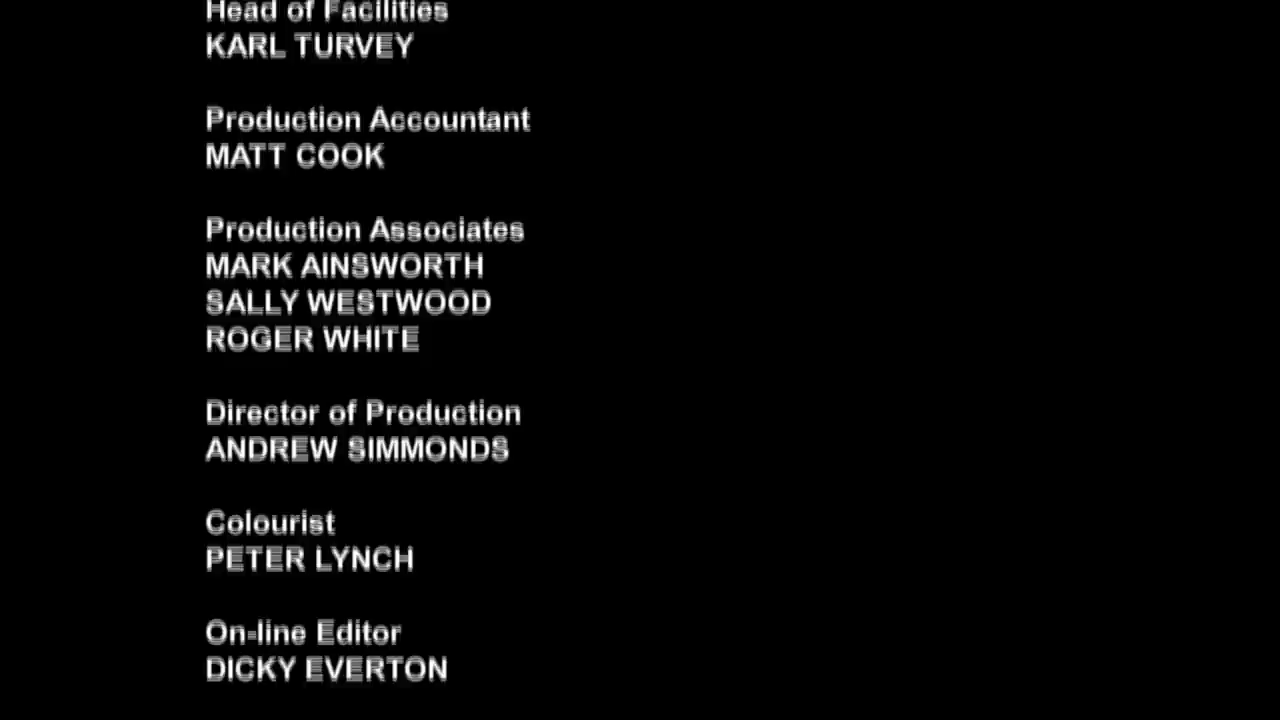 Head of Facilities
KARL TURVEY
Production Accountant
MATT COOK
Production Associates
MARK AINSWORTH
SALLY WESTWOOD
ROGER WHITE
Director of Production
ANDREW SIMMONDS
Colourist
PETER LYNCH
On-line Editor
DICKY EVERTON